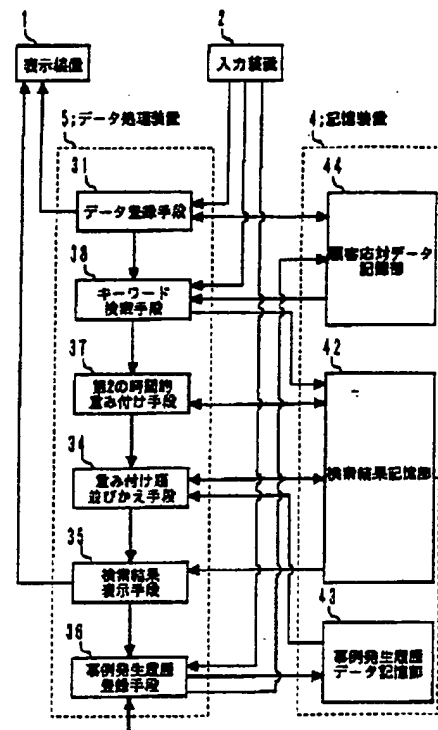 1
表示装置
2
入力装置
5;データ処理装置
4;記憶装置
31
データ登録手段
44
顧客応対データ
記憶部
38
キーワード
検索手段
37
第2の時間的
重み付け手段
42
検索結果記憶部
34
重み付け順
並びかえ手段
35
検索結果
表示手段
43
事例発生履歴
データ記憶部
36
事例発生履歴
登録手段